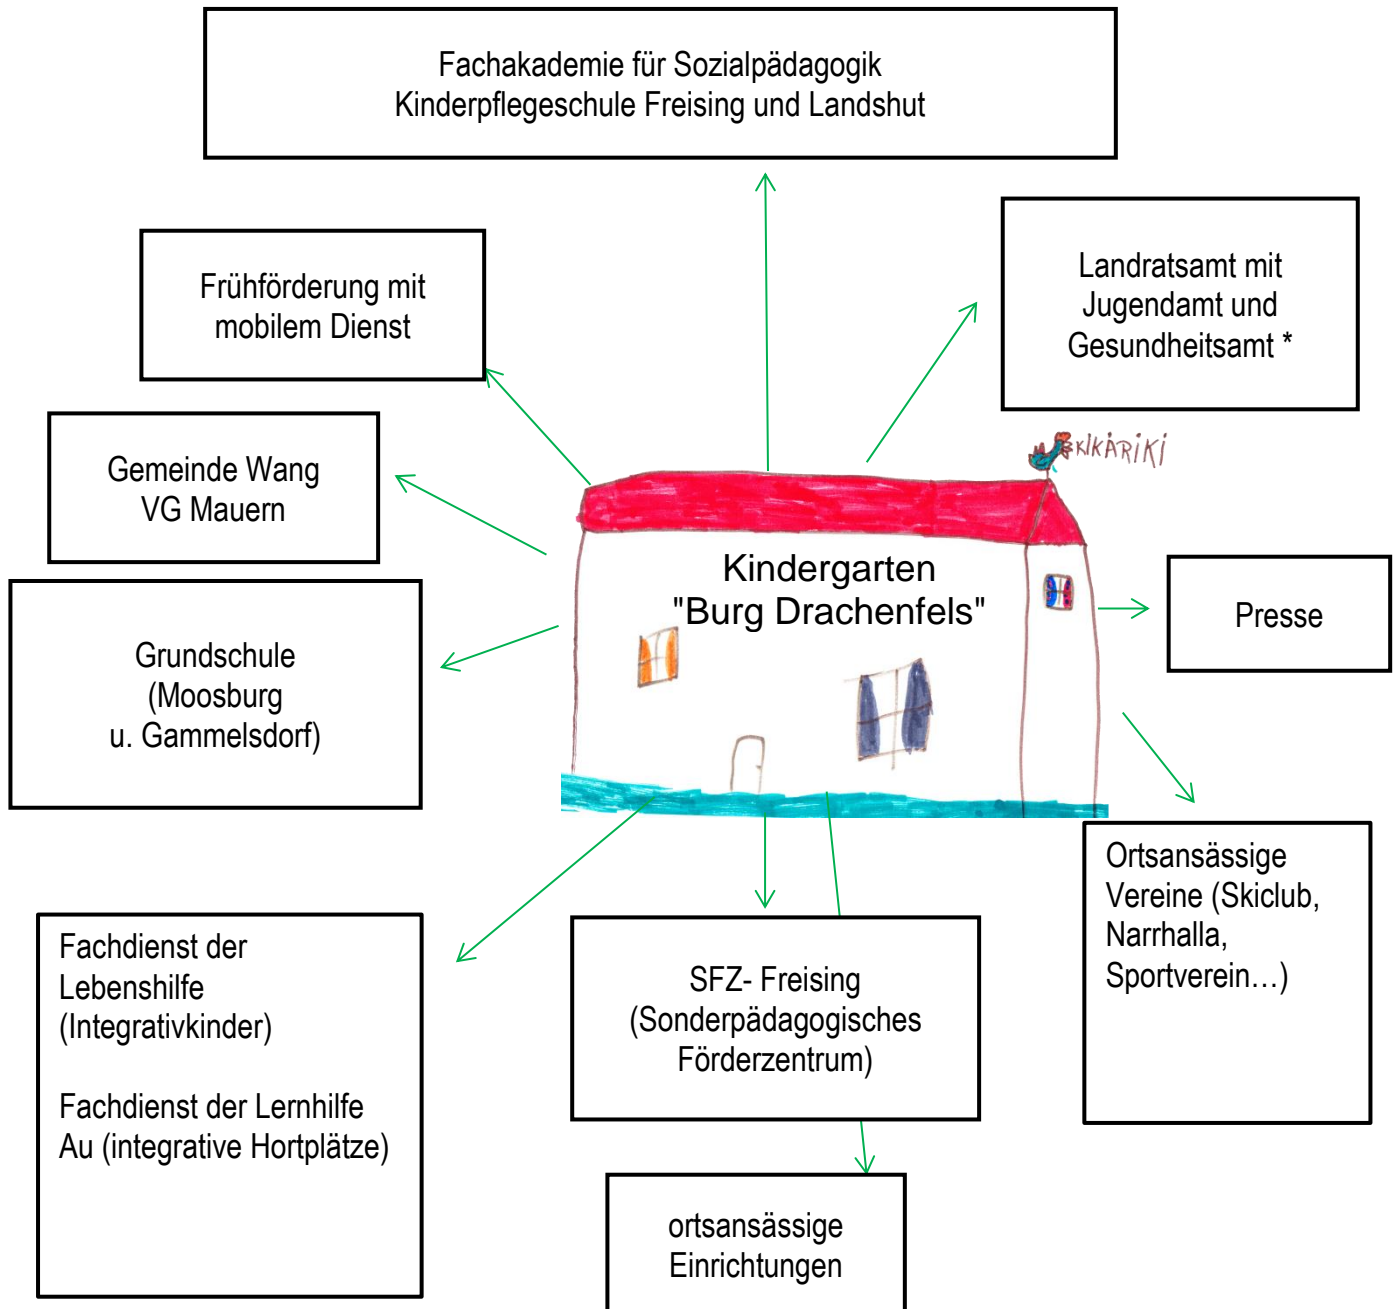 Fachakademie für Sozialpädagogik
Kinderpflegeschule Freising und Landshut
Frühförderung mit
mobilem Dienst
Landratsamt mit
Jugendamt und
Gesundheitsamt *
Gemeinde Wang
VG Mauern
KIKARIKI
Kindergarten
"Burg Drachenfels"
Presse
Grundschule
(Moosburg
u. Gammelsdorf)
Ortsansässige
Vereine (Skiclub,
Narrhalla,
Sportverein…)
Fachdienst der
Lebenshilfe
(Integrativkinder)
Fachdienst der Lernhilfe
Au (integrative Hortplätze)
SFZ- Freising
(Sonderpädagogisches
Förderzentrum)
ortsansässige
Einrichtungen